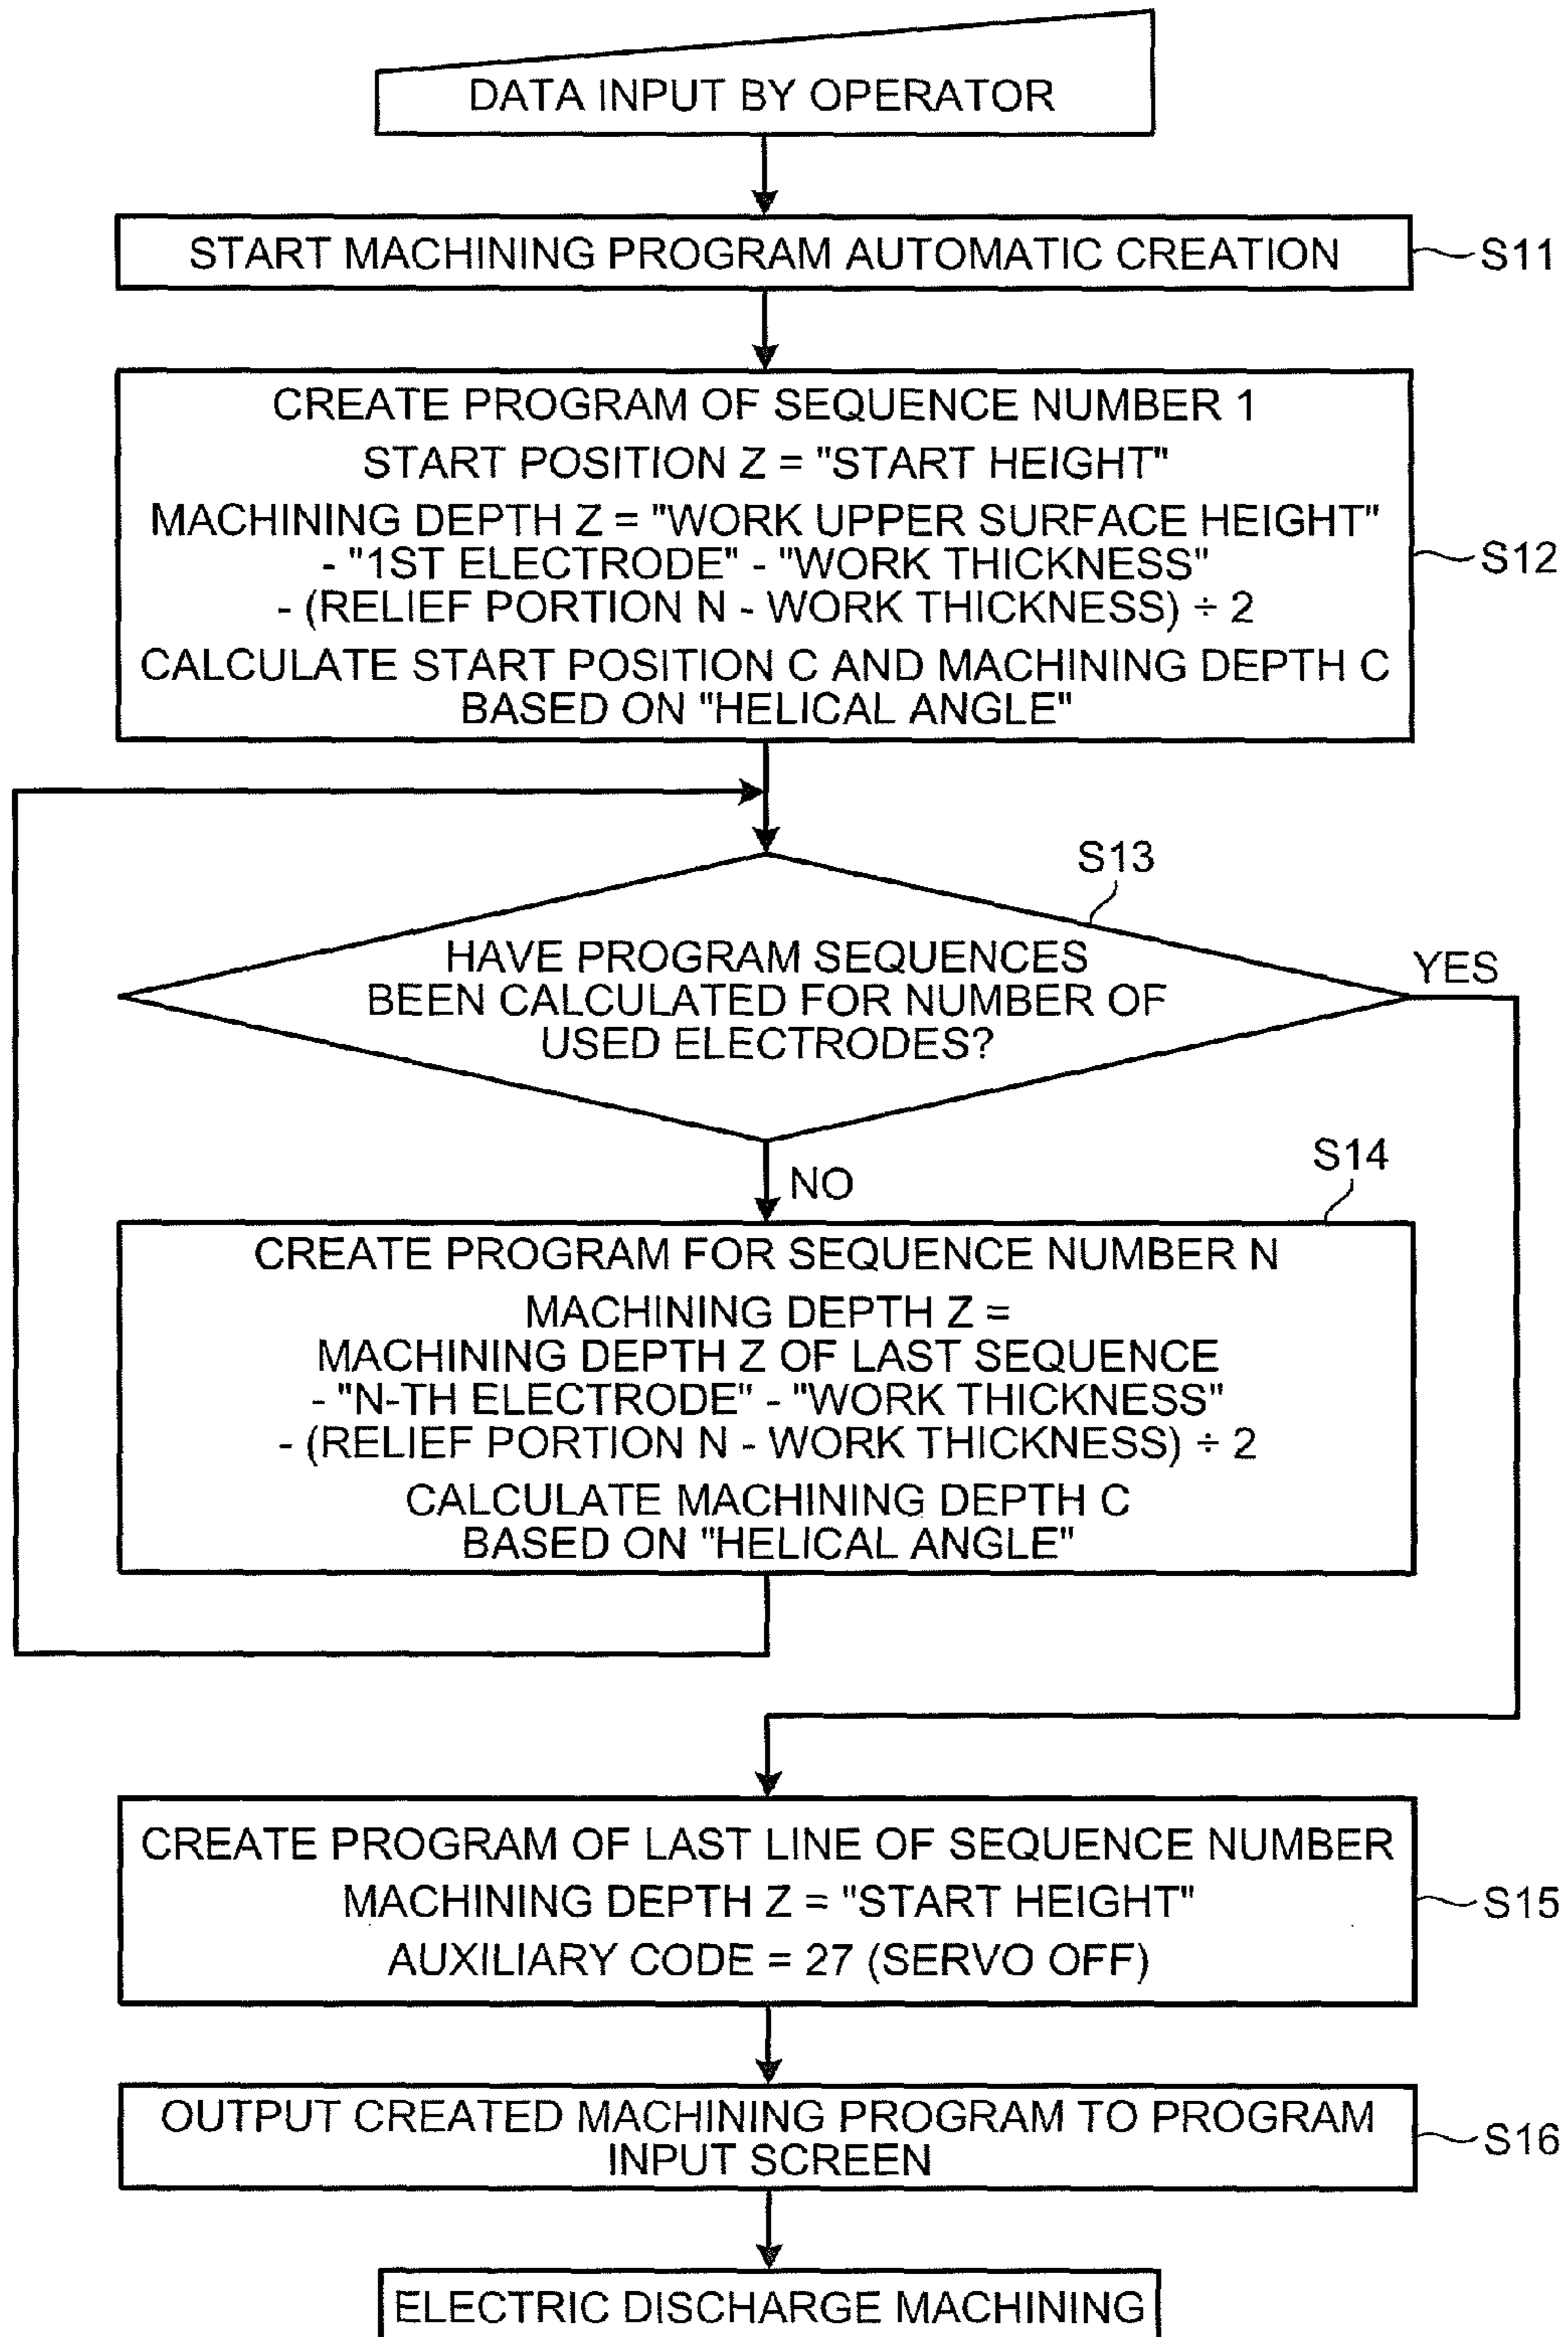 DATA INPUT BY OPERATOR
START MACHINING PROGRAM AUTOMATIC CREATION
S11
CREATE PROGRAM OF SEQUENCE NUMBER 1
START POSITION Z = "START HEIGHT"
MACHINING DEPTH Z = "WORK UPPER SURFACE HEIGHT"
- "1ST ELECTRODE" - "WORK THICKNESS"
- (RELIEF PORTION N - WORK THICKNESS) ÷ 2
CALCULATE START POSITION C AND MACHINING DEPTH C
BASED ON "HELICAL ANGLE"
S12
S13
HAVE PROGRAM SEQUENCES
BEEN CALCULATED FOR NUMBER OF
USED ELECTRODES?
YES
NO
S14
CREATE PROGRAM FOR SEQUENCE NUMBER N
MACHINING DEPTH Z =
MACHINING DEPTH Z OF LAST SEQUENCE
- "N-TH ELECTRODE" - "WORK THICKNESS"
- (RELIEF PORTION N - WORK THICKNESS) ÷ 2
CALCULATE MACHINING DEPTH C
BASED ON "HELICAL ANGLE"
CREATE PROGRAM OF LAST LINE OF SEQUENCE NUMBER
MACHINING DEPTH Z = "START HEIGHT"
AUXILIARY CODE = 27 (SERVO OFF)
S15
OUTPUT CREATED MACHINING PROGRAM TO PROGRAM
INPUT SCREEN
S16
ELECTRIC DISCHARGE MACHINING